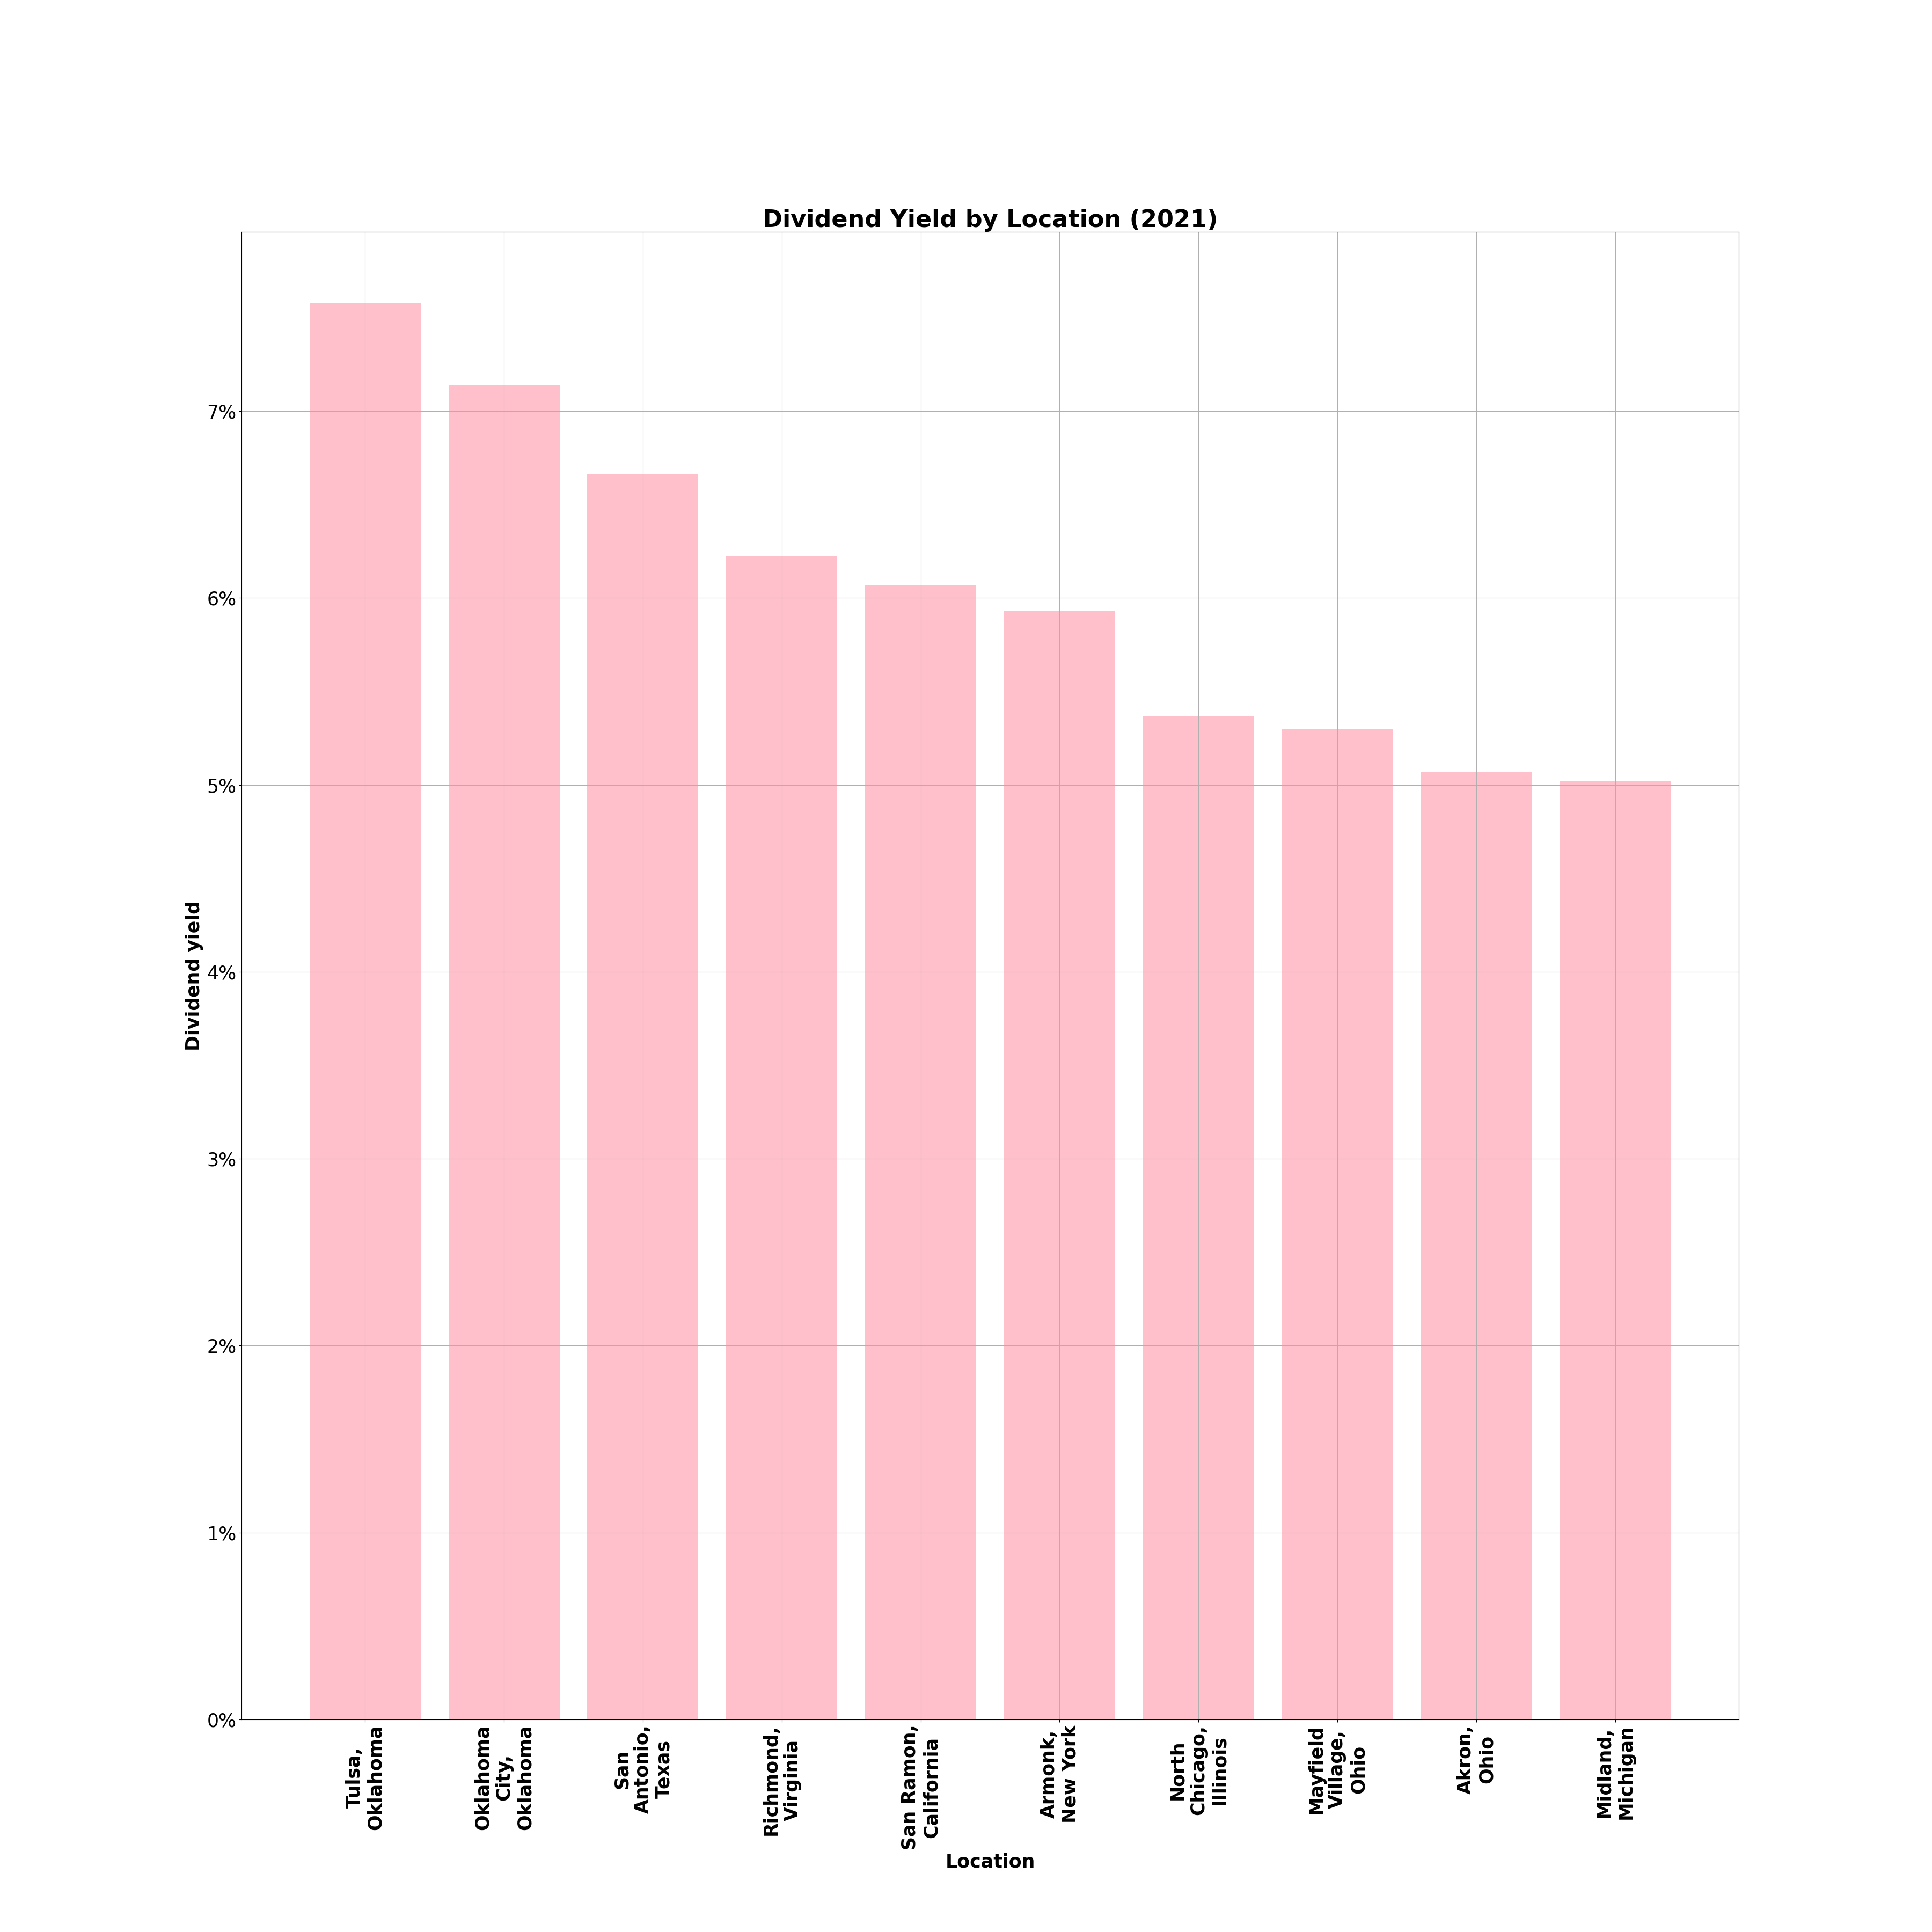 Dividend Yield by Location (2021)
7%
6%
5%
4%
3%
2%
1%
0%
Dividend yield
Tulsa,
Oklahoma
Oklahoma
City,
Oklahoma
San
Antonio,
Texas
Richmond,
Virginia
San Ramon,
California
Armonk,
New York
North
Chicago,
Illinois
Mayfield
Village,
Ohio
Akron,
Ohio
Midland,
Michigan
Location